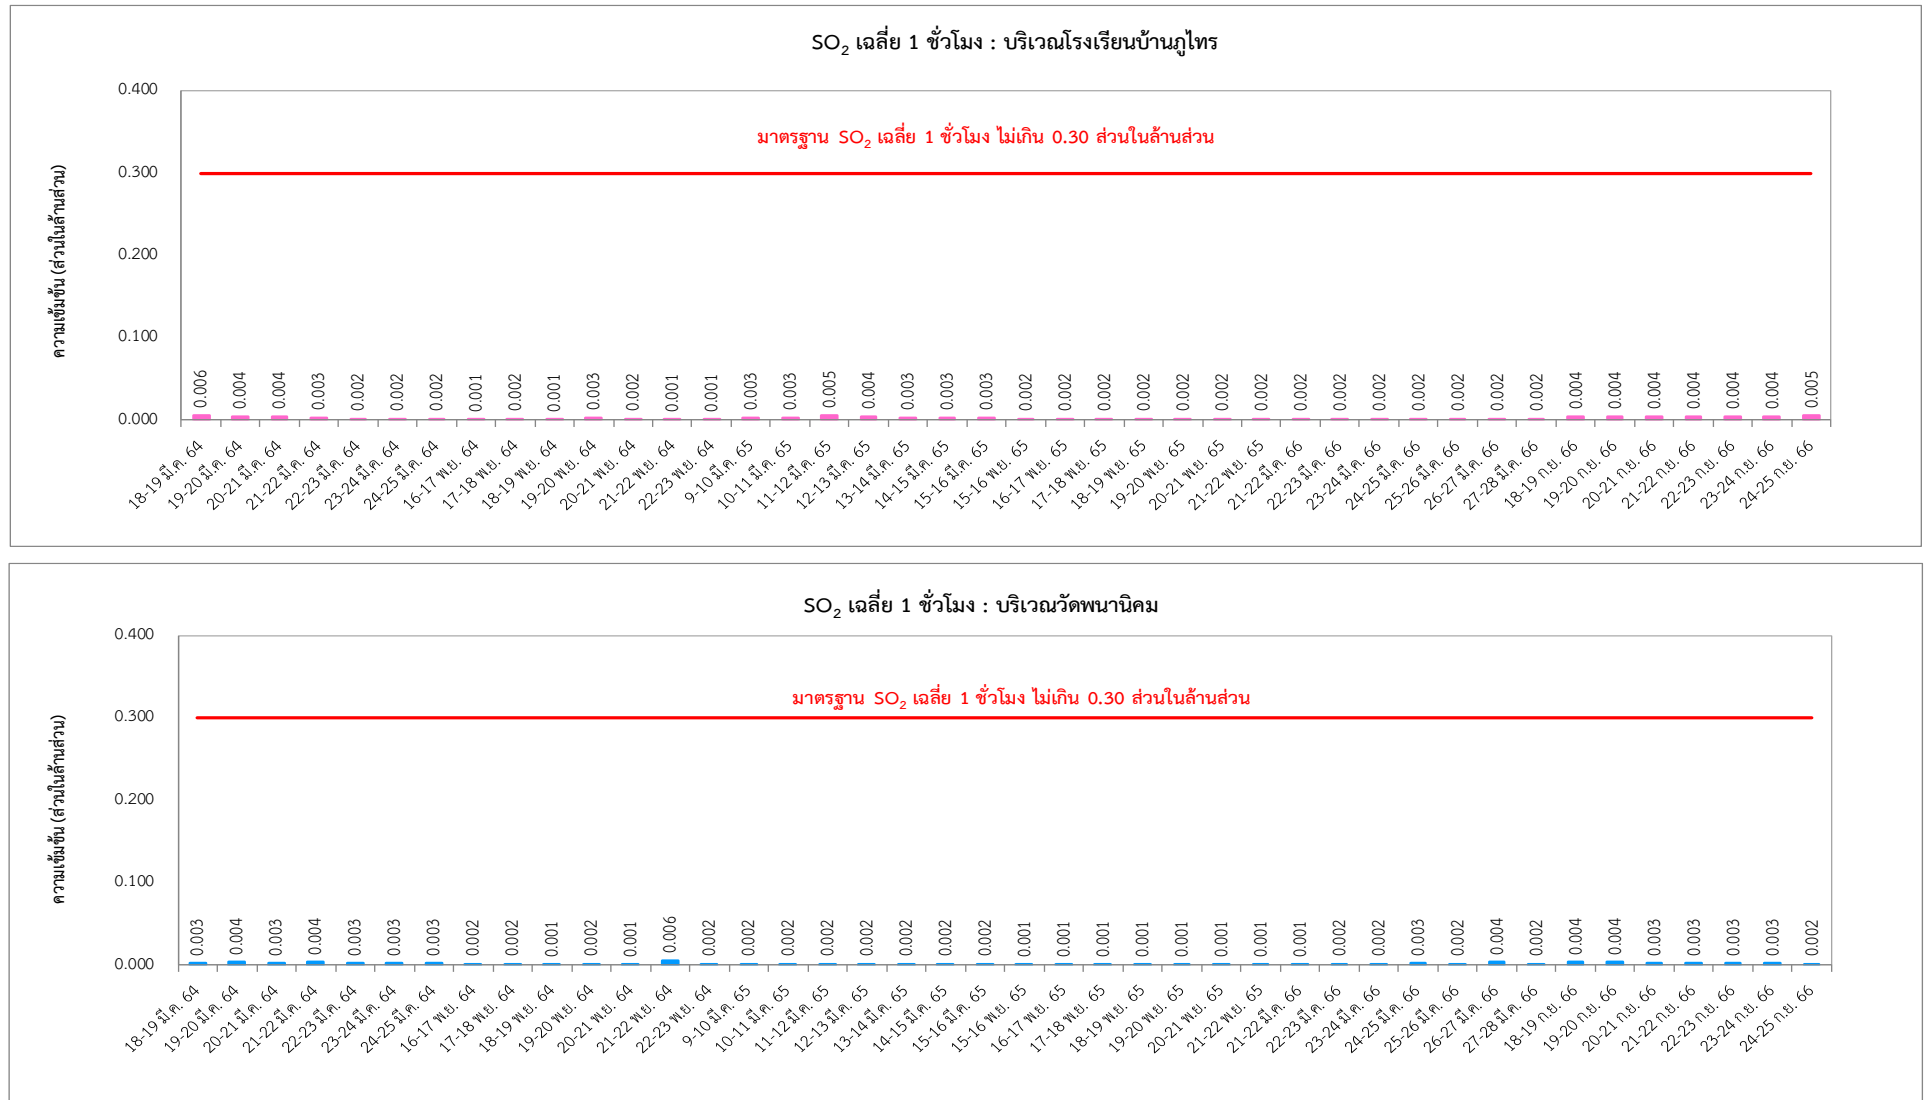 SO₂ เฉลี่ย 1 ชั่วโมง : บริเวณโรงเรียนบ้านภูไทร
0.400
มาตรฐาน SO₂ เฉลี่ย 1 ชั่วโมง ไม่เกิน 0.30 ส่วนในล้านส่วน
0.300
0.200
0.100
0.000
ความเข้มข้น (ส่วนในล้านส่วน)
0.006 0.004 0.004 0.003 0.002 0.002 0.002 0.001 0.002 0.001 0.003 0.002 0.001 0.001 0.003 0.003 0.005 0.004 0.003 0.003 0.003 0.002 0.002 0.002 0.002 0.002 0.002 0.002 0.002 0.002 0.002 0.002 0.002 0.002 0.002 0.004 0.004 0.004 0.004 0.004 0.004 0.005
18-19 มี.ค. 64 19-20 มี.ค. 64 20-21 มี.ค. 64 21-22 มี.ค. 64 22-23 มี.ค. 64 23-24 มี.ค. 64 24-25 มี.ค. 64 16-17 พ.ย. 64 17-18 พ.ย. 64 18-19 พ.ย. 64 19-20 พ.ย. 64 20-21 พ.ย. 64 21-22 พ.ย. 64 22-23 พ.ย. 64 9-10 มี.ค. 65 10-11 มี.ค. 65 11-12 มี.ค. 65 12-13 มี.ค. 65 13-14 มี.ค. 65 14-15 มี.ค. 65 15-16 มี.ค. 65 15-16 พ.ย. 65 16-17 พ.ย. 65 17-18 พ.ย. 65 18-19 พ.ย. 65 19-20 พ.ย. 65 20-21 พ.ย. 65 21-22 พ.ย. 65 21-22 มี.ค. 66 22-23 มี.ค. 66 23-24 มี.ค. 66 24-25 มี.ค. 66 25-26 มี.ค. 66 26-27 มี.ค. 66 27-28 มี.ค. 66 18-19 ก.ย. 66 19-20 ก.ย. 66 20-21 ก.ย. 66 21-22 ก.ย. 66 22-23 ก.ย. 66 23-24 ก.ย. 66 24-25 ก.ย. 66
SO₂ เฉลี่ย 1 ชั่วโมง : บริเวณวัดพนานิคม
0.400
มาตรฐาน SO₂ เฉลี่ย 1 ชั่วโมง ไม่เกิน 0.30 ส่วนในล้านส่วน
0.300
0.200
0.100
0.000
ความเข้มข้น (ส่วนในล้านส่วน)
0.003 0.004 0.003 0.004 0.003 0.003 0.003 0.002 0.002 0.001 0.002 0.001 0.006 0.002 0.002 0.002 0.002 0.002 0.002 0.002 0.002 0.001 0.001 0.001 0.001 0.001 0.001 0.001 0.001 0.002 0.002 0.003 0.002 0.004 0.002 0.004 0.004 0.003 0.003 0.003 0.003 0.002
18-19 มี.ค. 64 19-20 มี.ค. 64 20-21 มี.ค. 64 21-22 มี.ค. 64 22-23 มี.ค. 64 23-24 มี.ค. 64 24-25 มี.ค. 64 16-17 พ.ย. 64 17-18 พ.ย. 64 18-19 พ.ย. 64 19-20 พ.ย. 64 20-21 พ.ย. 64 21-22 พ.ย. 64 22-23 พ.ย. 64 9-10 มี.ค. 65 10-11 มี.ค. 65 11-12 มี.ค. 65 12-13 มี.ค. 65 13-14 มี.ค. 65 14-15 มี.ค. 65 15-16 มี.ค. 65 15-16 พ.ย. 65 16-17 พ.ย. 65 17-18 พ.ย. 65 18-19 พ.ย. 65 19-20 พ.ย. 65 20-21 พ.ย. 65 21-22 พ.ย. 65 21-22 มี.ค. 66 22-23 มี.ค. 66 23-24 มี.ค. 66 24-25 มี.ค. 66 25-26 มี.ค. 66 26-27 มี.ค. 66 27-28 มี.ค. 66 18-19 ก.ย. 66 19-20 ก.ย. 66 20-21 ก.ย. 66 21-22 ก.ย. 66 22-23 ก.ย. 66 23-24 ก.ย. 66 24-25 ก.ย. 66